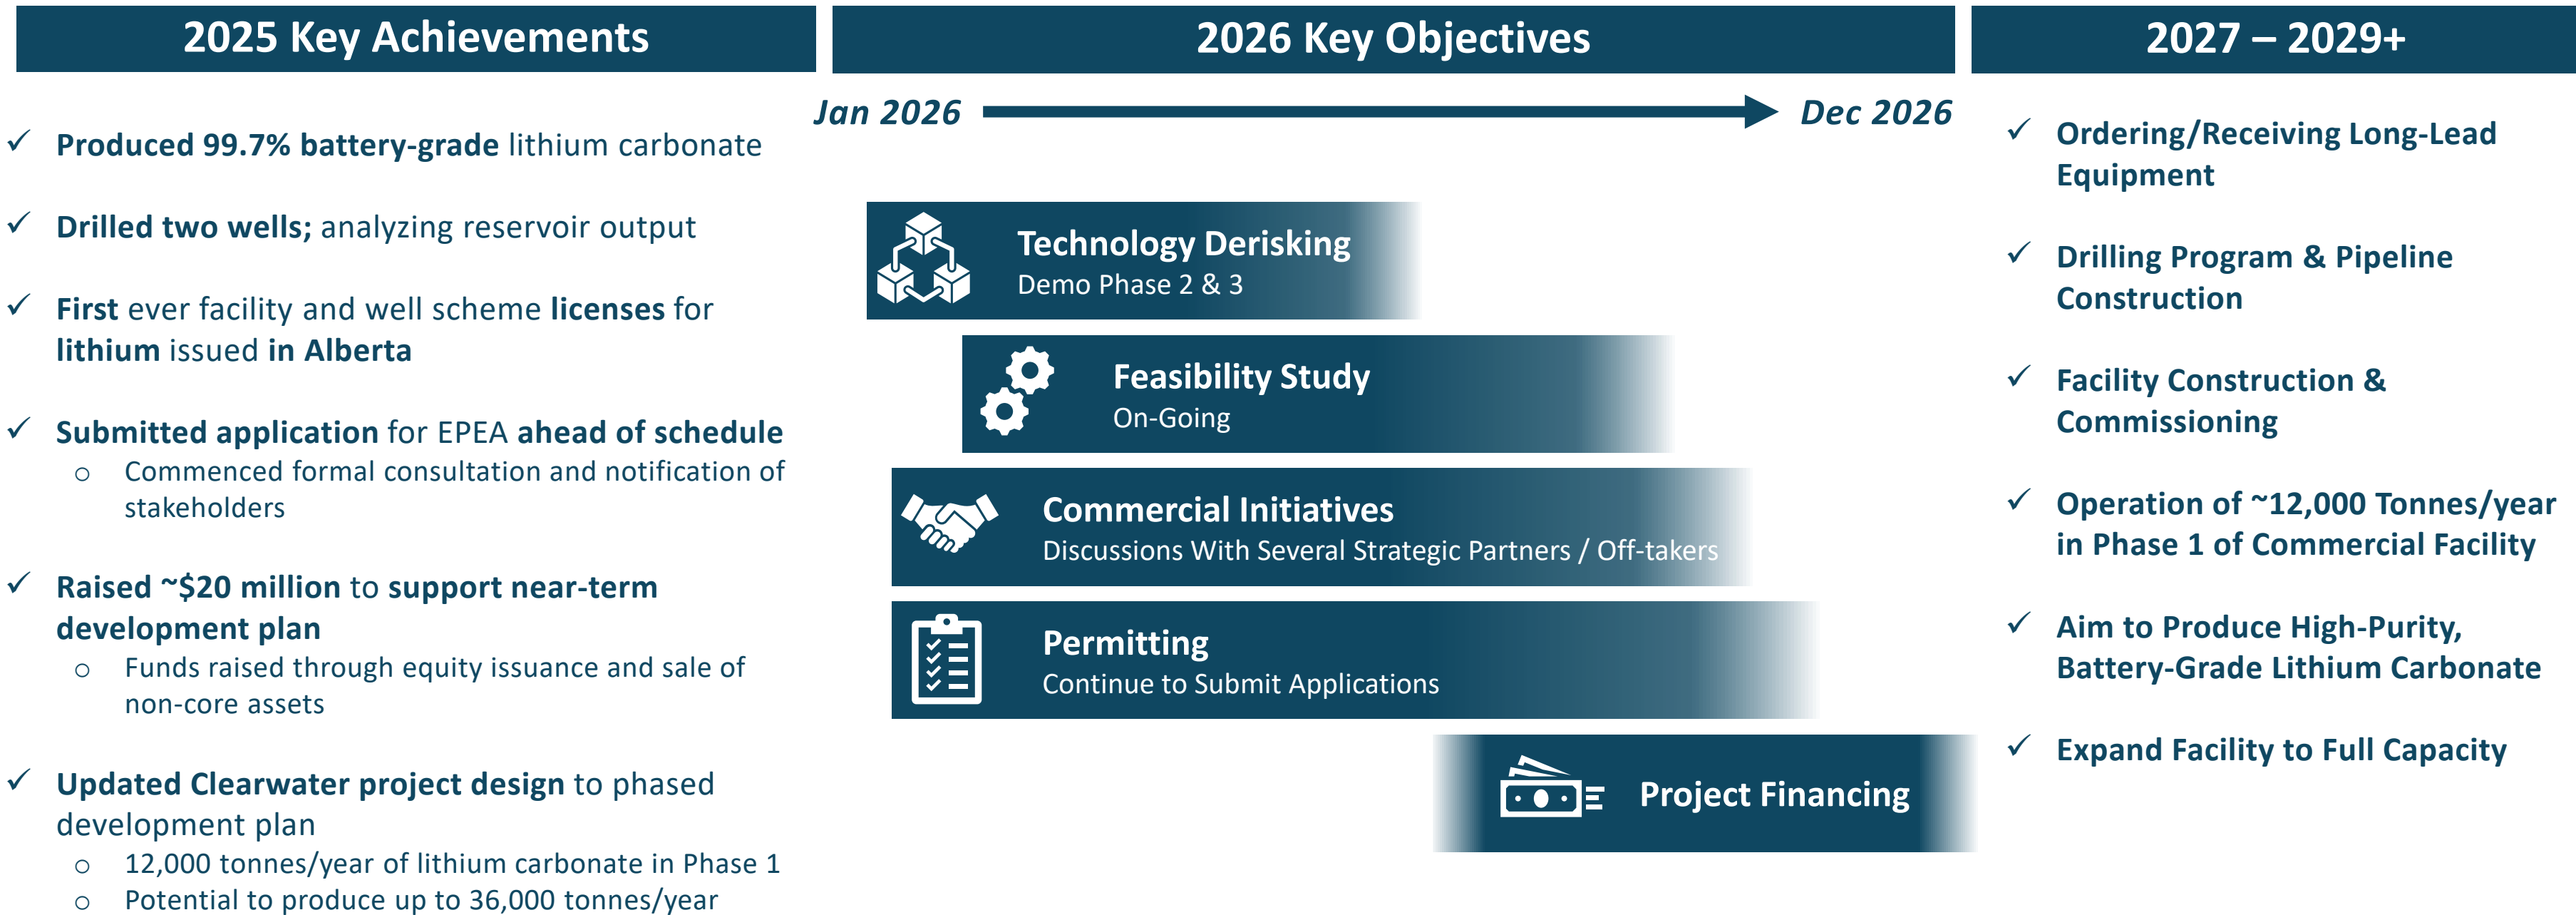 2025 Key Achievements
✓ Produced 99.7% battery-grade lithium carbonate
✓ Drilled two wells; analyzing reservoir output
✓ First ever facility and well scheme licenses for
lithium issued in Alberta
✓ Submitted application for EPEA ahead of schedule
o Commenced formal consultation and notification of
stakeholders
✓ Raised ~$20 million to support near-term
development plan
o Funds raised through equity issuance and sale of
non-core assets
✓ Updated Clearwater project design to phased
development plan
o 12,000 tonnes/year of lithium carbonate in Phase 1
o Potential to produce up to 36,000 tonnes/year
2026 Key Objectives
Jan 2026
Dec 2026
Technology Derisking
Demo Phase 2 & 3
Feasibility Study
On-Going
Commercial Initiatives
Discussions With Several Strategic Partners / Off-takers
Permitting
Continue to Submit Applications
Project Financing
2027 – 2029+
✓ Ordering/Receiving Long-Lead
Equipment
✓ Drilling Program & Pipeline
Construction
✓ Facility Construction &
Commissioning
✓ Operation of ~12,000 Tonnes/year
in Phase 1 of Commercial Facility
✓ Aim to Produce High-Purity,
Battery-Grade Lithium Carbonate
✓ Expand Facility to Full Capacity